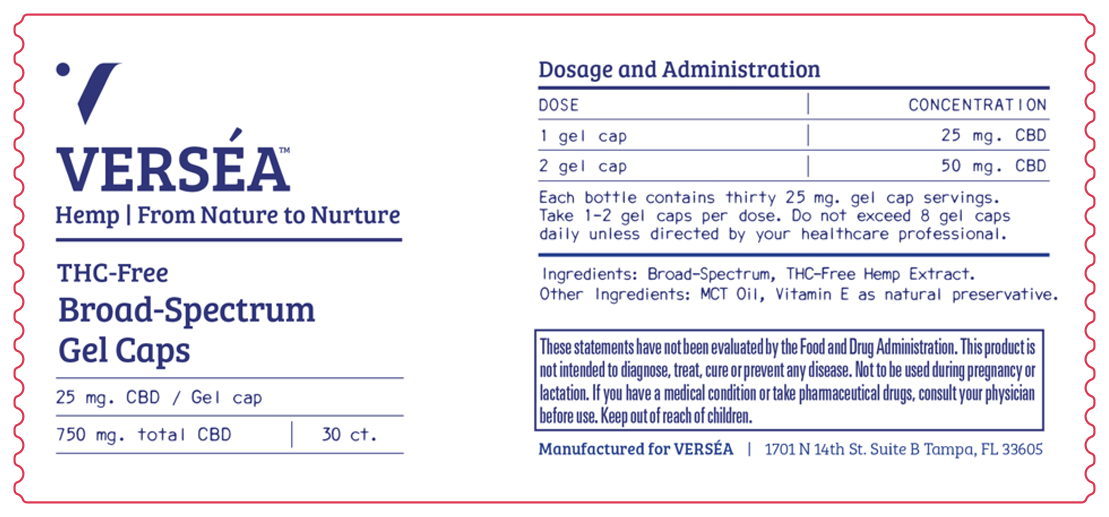 VERSÉA™
Hemp | From Nature to Nurture
THC-Free
Broad-Spectrum
Gel Caps
25 mg. CBD / Gel cap
750 mg. total CBD | 30 ct.
Dosage and Administration
DOSE | CONCENTRATION
1 gel cap | 25 mg. CBD
2 gel cap | 50 mg. CBD
Each bottle contains thirty 25 mg. gel cap servings.
Take 1-2 gel caps per dose. Do not exceed 8 gel caps
daily unless directed by your healthcare professional.
Ingredients: Broad-Spectrum, THC-Free Hemp Extract.
Other Ingredients: MCT Oil, Vitamin E as natural preservative.
These statements have not been evaluated by the Food and Drug Administration. This product is
not intended to diagnose, treat, cure or prevent any disease. Not to be used during pregnancy or
lactation. If you have a medical condition or take pharmaceutical drugs, consult your physician
before use. Keep out of reach of children.
Manufactured for VERSÉA | 1701 N 14th St. Suite B Tampa, FL 33605